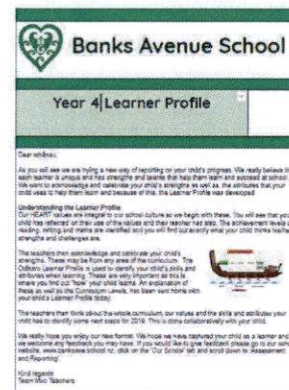 Banks Avenue School
Year 4 Learner Profile
Dear whānau,
As you will see we are trying a new way of reporting on your child's progress. We really believe that
each learner is unique and has strengths and talents that help them learn and succeed at school.
We want to acknowledge and celebrate your child's strengths as well as the attributes that your
child uses to help them learn and because of this, the Learner Profile was developed.
Understanding the Learner Profile
Our HEART values are integral to our school culture so we begin with these. You will see that your
child has reflected on their use of the values and their teacher has also. The achievement levels
reading, writing and maths are identified and you will find out exactly what your child thinks
strengths and challenges are.
The teachers then acknowledge and celebrate your child's
strengths. These may be from any area of the curriculum. The
Learner Profile is used to identify your child's skills and
attributes when learning. These are very important as this is
where you find out 'how' your child learns. An explanation of
these as well as the Curriculum Levels, has been sent home with
your child's Learner Profile today.
The teachers then think about the whole curriculum, our values and the skills and attributes your
child has to identify some next steps for 2019. This is done collaboratively with your child.
We really hope you enjoy our new format. We hope we have captured your child as a learner and
we welcome any feedback you may have. If you would like to give feedback please go to our school
website, www.banksave.school.nz, click on the 'Our School' tab and scroll down to 'Assessment
and Reporting'.
Kind regards
Team Teachers